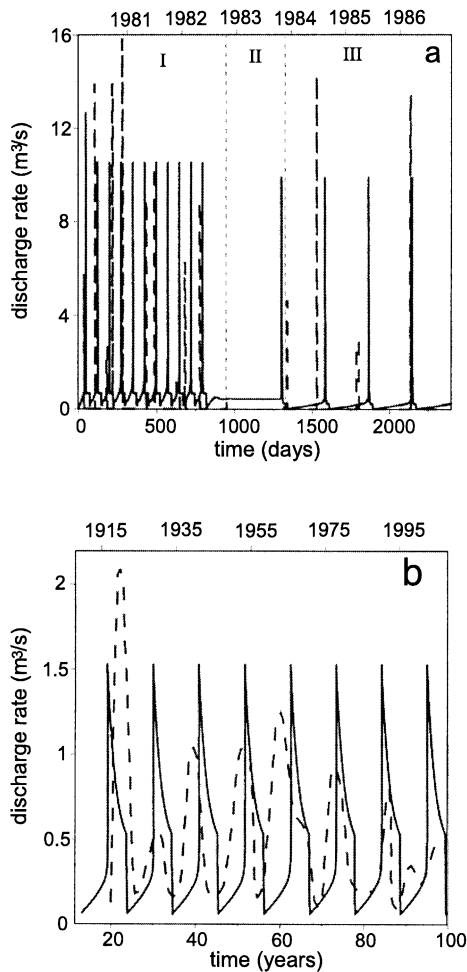 1981 1982 1983 1984 1985 1986
16
12
8
4
0
discharge rate (m³/s)
I II III a
0 500 1000 1500 2000
time (days)
1915 1935 1955 1975 1995
2
1.5
1
0.5
0
discharge rate (m³/s)
b
20 40 60 80 100
time (years)